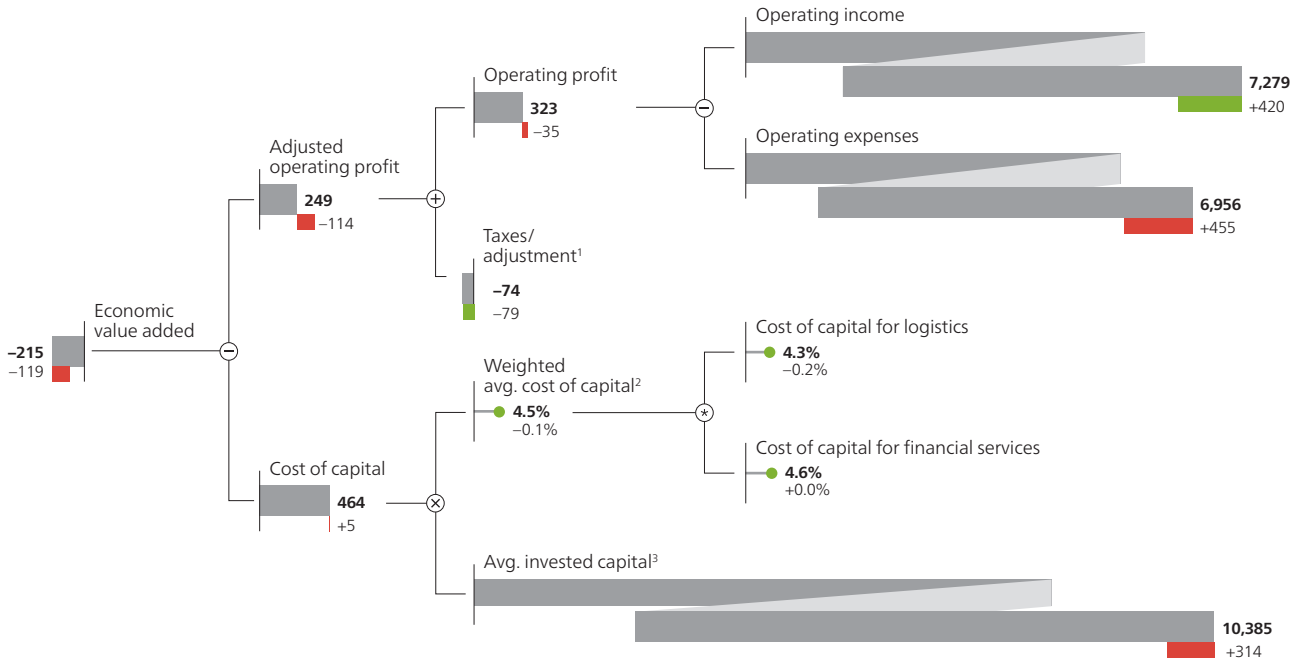 Operating income
7,279
+420
Operating profit
323
–35
–
Operating expenses
6,956
+455
Adjusted
operating profit
249
–114
+
Taxes/
adjustment¹
–74
–79
Economic
value added
–215
–119
–
Cost of capital for logistics
4.3%
–0.2%
Weighted
avg. cost of capital²
4.5%
–0.1%
*
Cost of capital for financial services
4.6%
+0.0%
Cost of capital
464
+5
×
Avg. invested capital³
10,385
+314